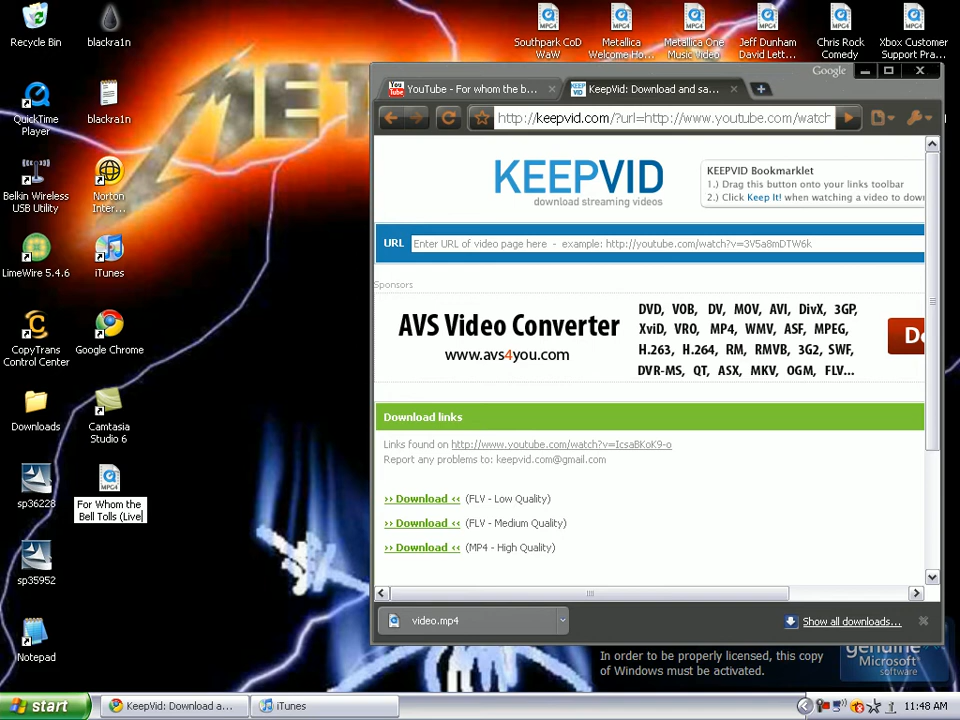 Recycle Bin
blackra1n
QuickTime
Player
blackra1n
Belkin Wireless
USB Utility
Norton
Inter...
LimeWire 5.4.6
iTunes
CopyTrans
Control Center
Google Chrome
Downloads
Camtasia
Studio 6
sp36228
For Whom the
Bell Tolls (Live
sp35952
Notepad
MET
Southpark CoD
WaW
Metallica
Welcome Ho...
Metallica One
Music Video
Jeff Dunham
David Lett...
Chris Rock
Comedy
Xbox Customer
Support Pra...
Google
YouTube - For whom the b...
KeepVid: Download and sa...
http://keepvid.com/?url=http://www.youtube.com/watch
KEEPVID
download streaming videos
KEEPVID Bookmarklet
1.) Drag this button onto your links toolbar
2.) Click Keep It! when watching a video to down
URL Enter URL of video page here - example: http://youtube.com/watch?v=3V5a8mDTW6k
Sponsors
AVS Video Converter
www.avs4you.com
DVD, VOB, DV, MOV, AVI, DivX, 3GP,
XviD, VRO, MP4, WMV, ASF, MPEG,
H.263, H.264, RM, RMVB, 3G2, SWF,
DVR-MS, QT, ASX, MKV, OGM, FLV...
Download links
Links found on http://www.youtube.com/watch?v=IcsaBKoK9-o
Report any problems to: keepvid.com@gmail.com
>> Download << (FLV - Low Quality)
>> Download << (FLV - Medium Quality)
>> Download << (MP4 - High Quality)
video.mp4
Show all downloads...
In order to be properly licensed, this copy
of Windows must be activated.
genuine
Microsoft
software
start
KeepVid: Download a...
iTunes
11:48 AM